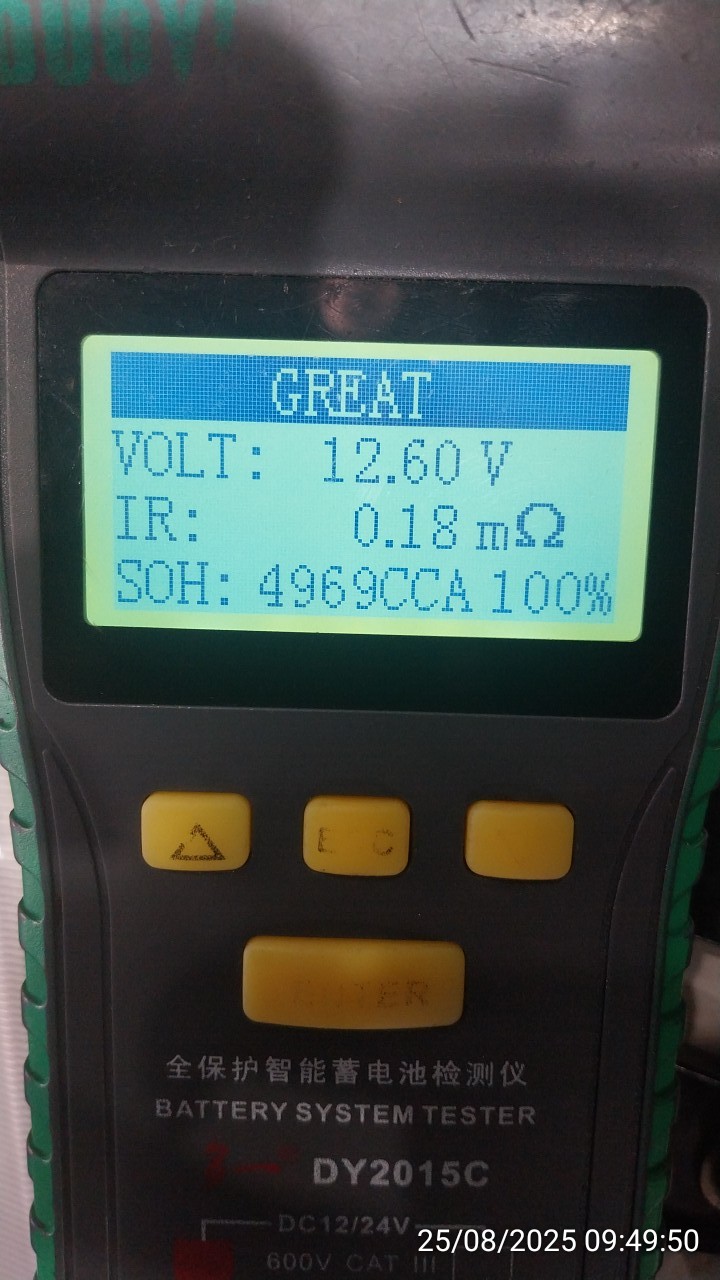 GREAT
VOLT: 12.60 V
IR: 0.18 mΩ
SOH: 4969CCA 100%
E C
全保护智能蓄电池检测仪
BATTERY SYSTEM TESTER
DY2015C
DC12/24V
600V CAT III
25/08/2025 09:49:50